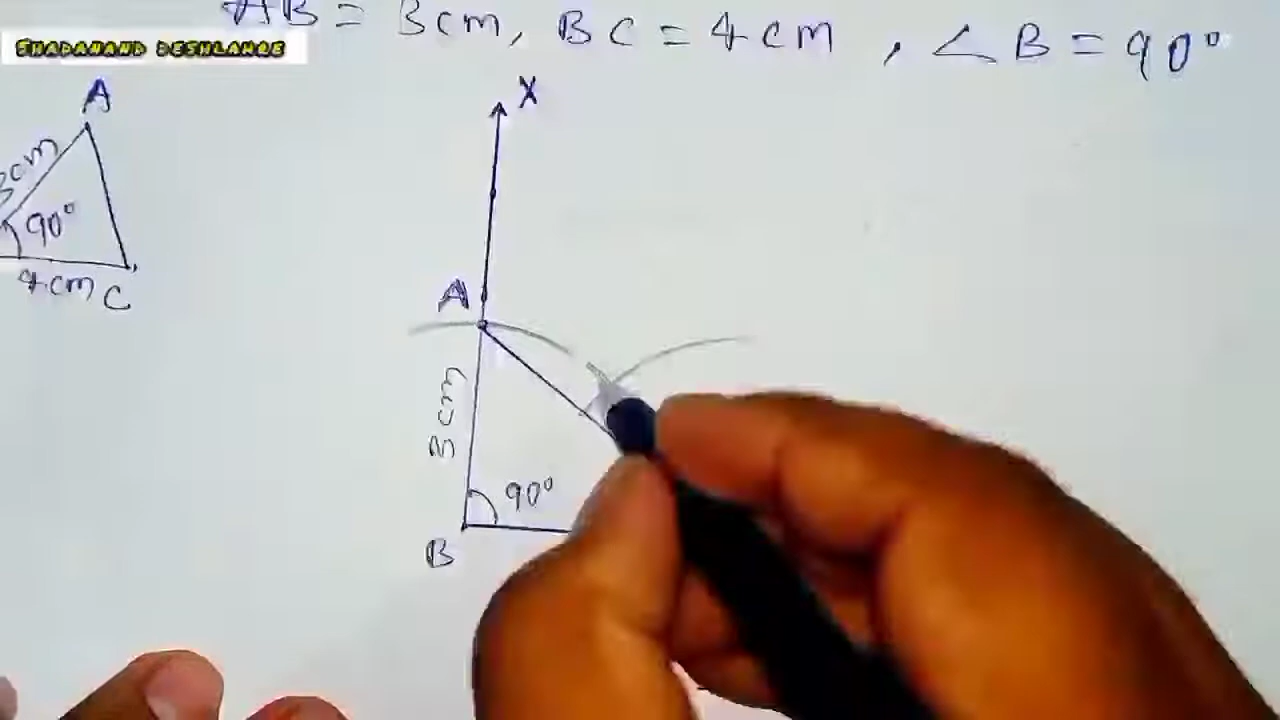 AB = 3cm, BC = 4cm , ∠B = 90°
SHADANAND DESHLAHRE
X
A
A
3cm
90°
4cm C
3cm
90°
B